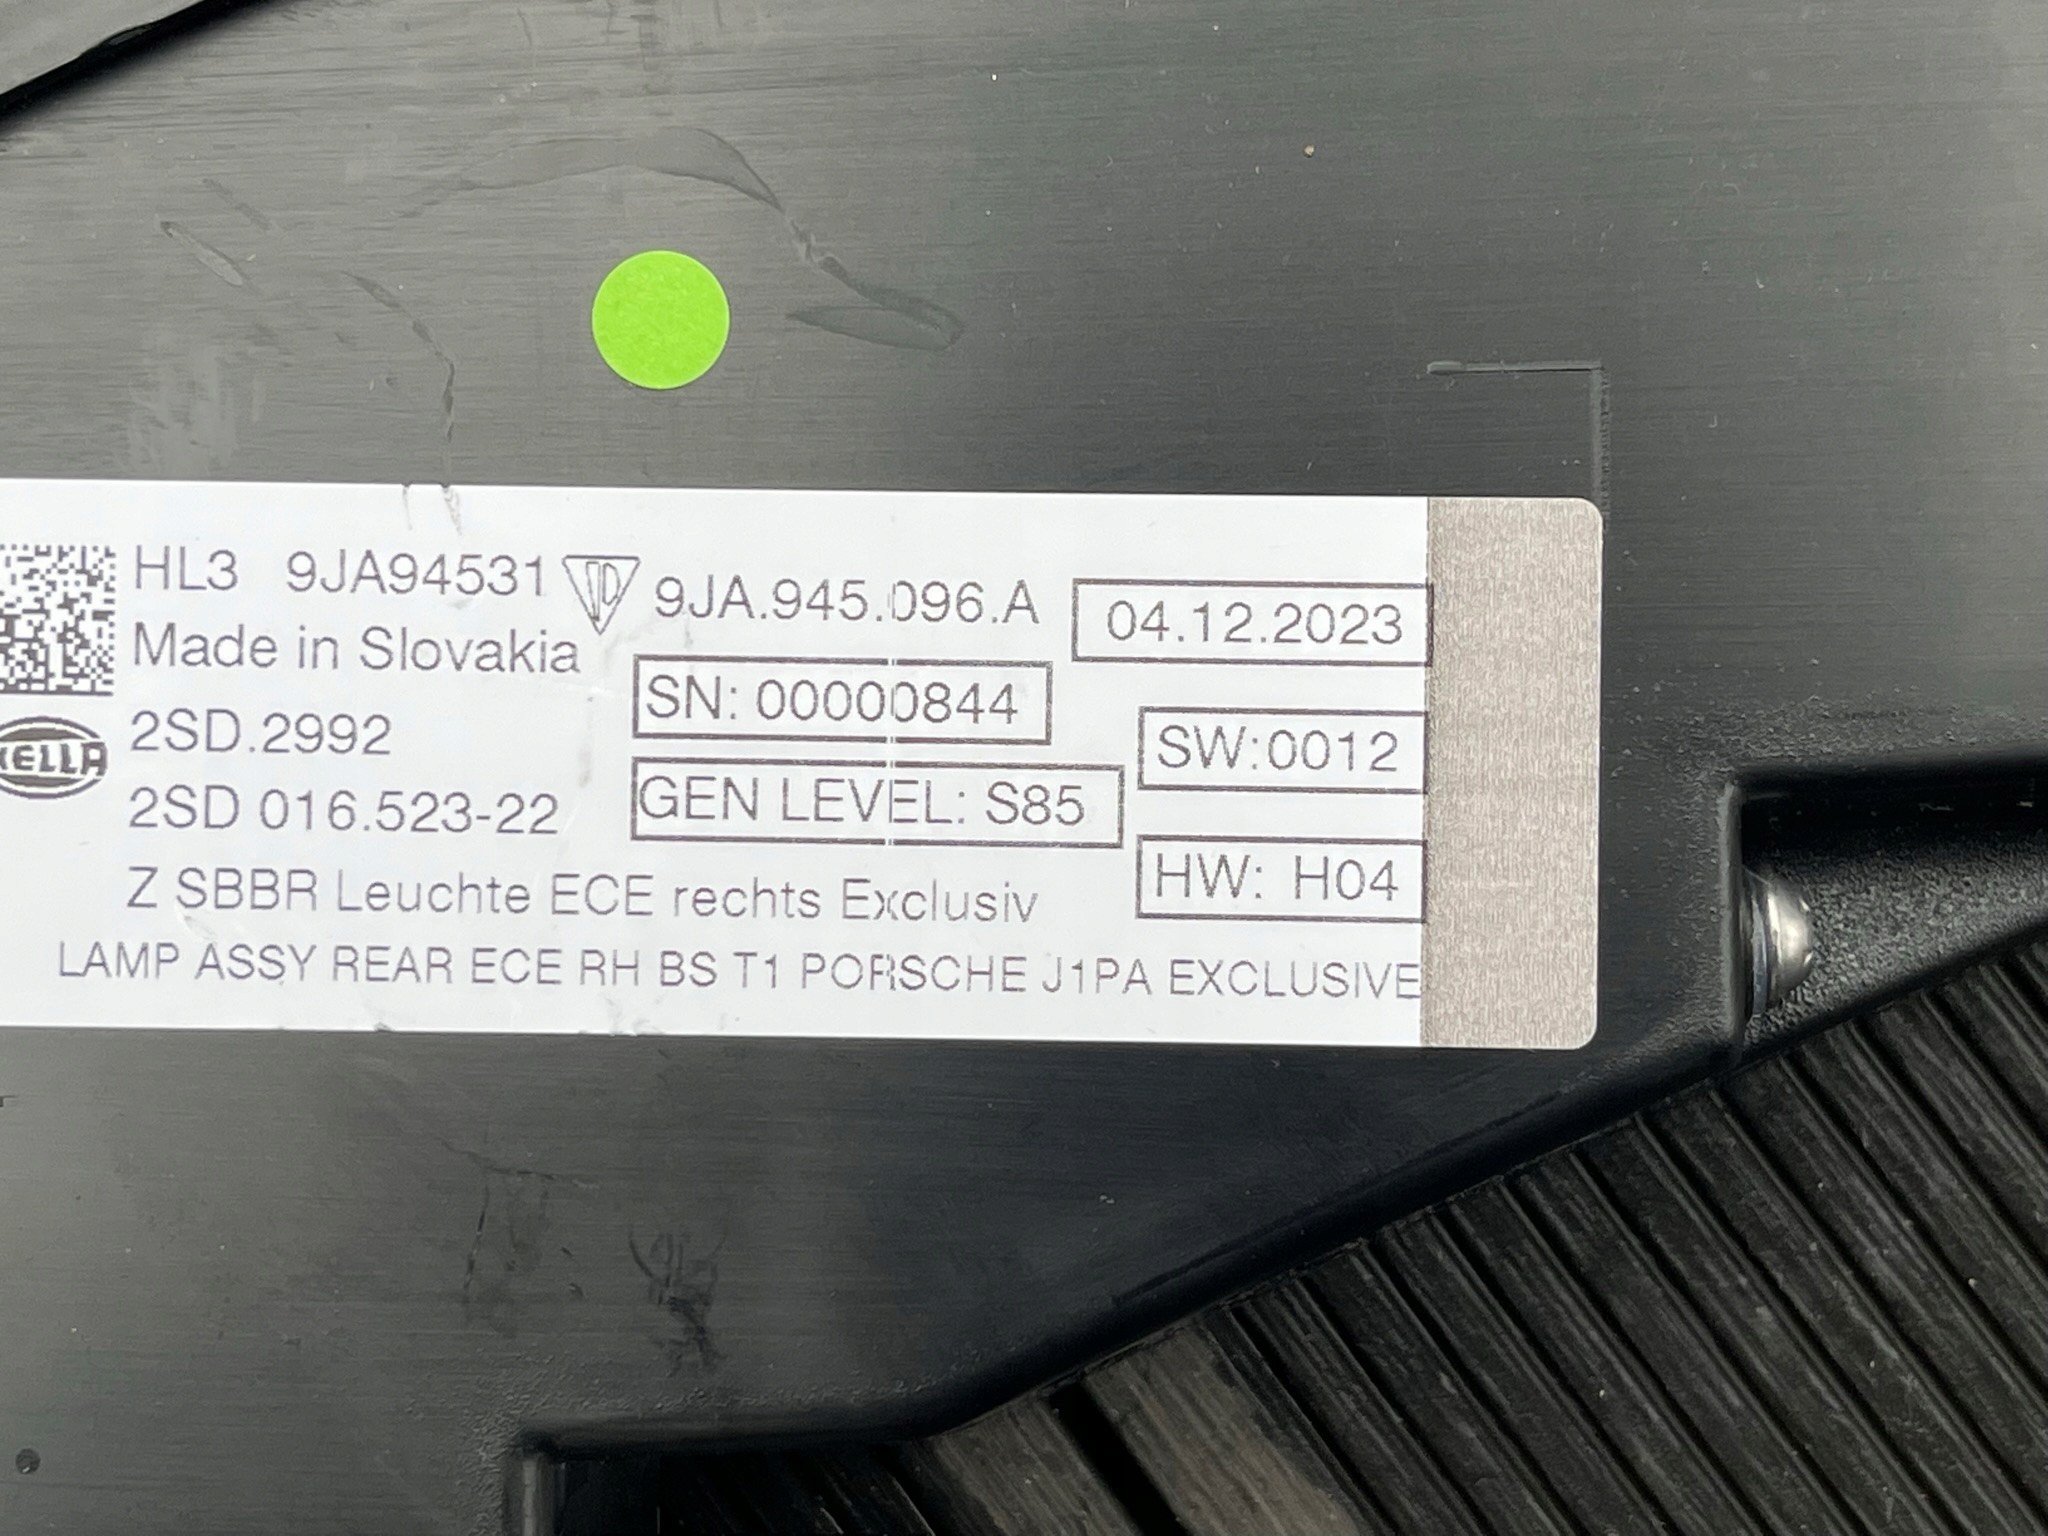 HL3 9JA94531
Made in Slovakia
2SD.2992
2SD 016.523-22
Z SBBR Leuchte ECE rechts Exclusiv
LAMP ASSY REAR ECE RH BS T1 PORSCHE J1PA EXCLUSIVE
9JA.945.096.A
SN: 00000844
GEN LEVEL: S85
04.12.2023
SW:0012
HW: H04
HELLA